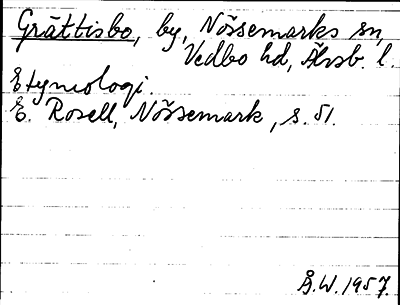 Grättisbo, by, Nössemarks sn,
Vedbo hd, Älvsb. l.
Etymologi.
E. Rosell, Nössemark, s. 51.
Å.W. 1957.